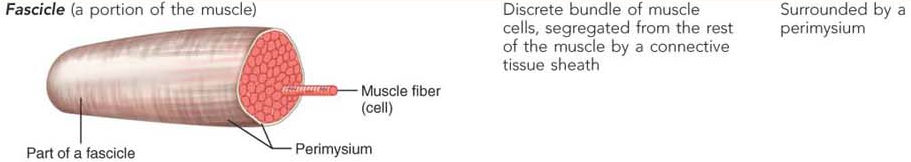 Fascicle (a portion of the muscle)
Discrete bundle of muscle
cells, segregated from the rest
of the muscle by a connective
tissue sheath
Surrounded by a
perimysium
Muscle fiber
(cell)
Part of a fascicle
Perimysium